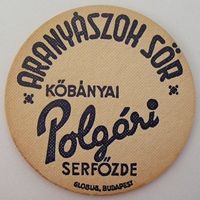 ARANYÁSZOK SÖR
KŐBÁNYAI
Polgári
SERFŐZDE
GLOBUS, BUDAPEST